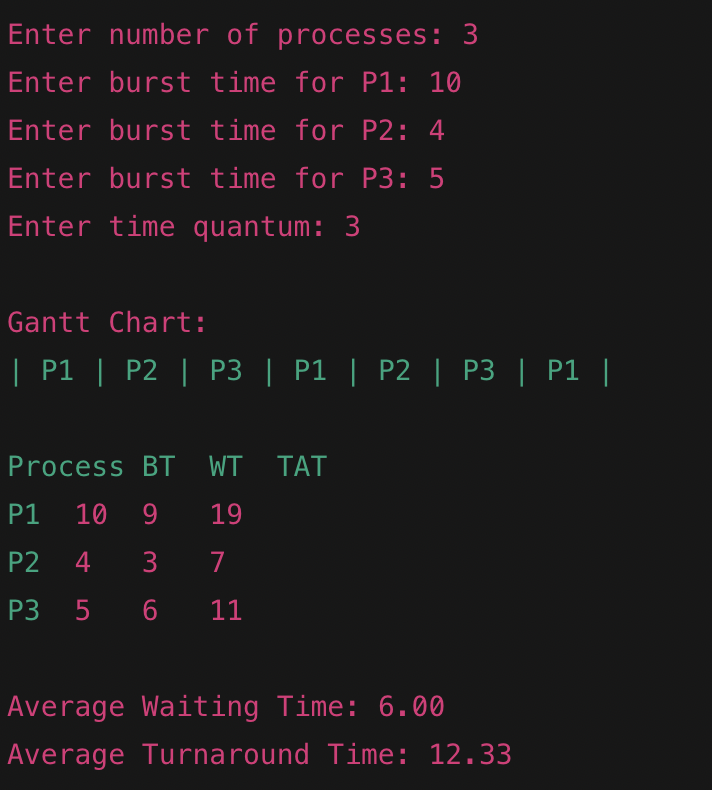 Enter number of processes: 3
Enter burst time for P1: 10
Enter burst time for P2: 4
Enter burst time for P3: 5
Enter time quantum: 3
Gantt Chart:
| P1 | P2 | P3 | P1 | P2 | P3 | P1 |
Process BT  WT  TAT
P1  10  9   19
P2  4   3   7
P3  5   6   11
Average Waiting Time: 6.00
Average Turnaround Time: 12.33